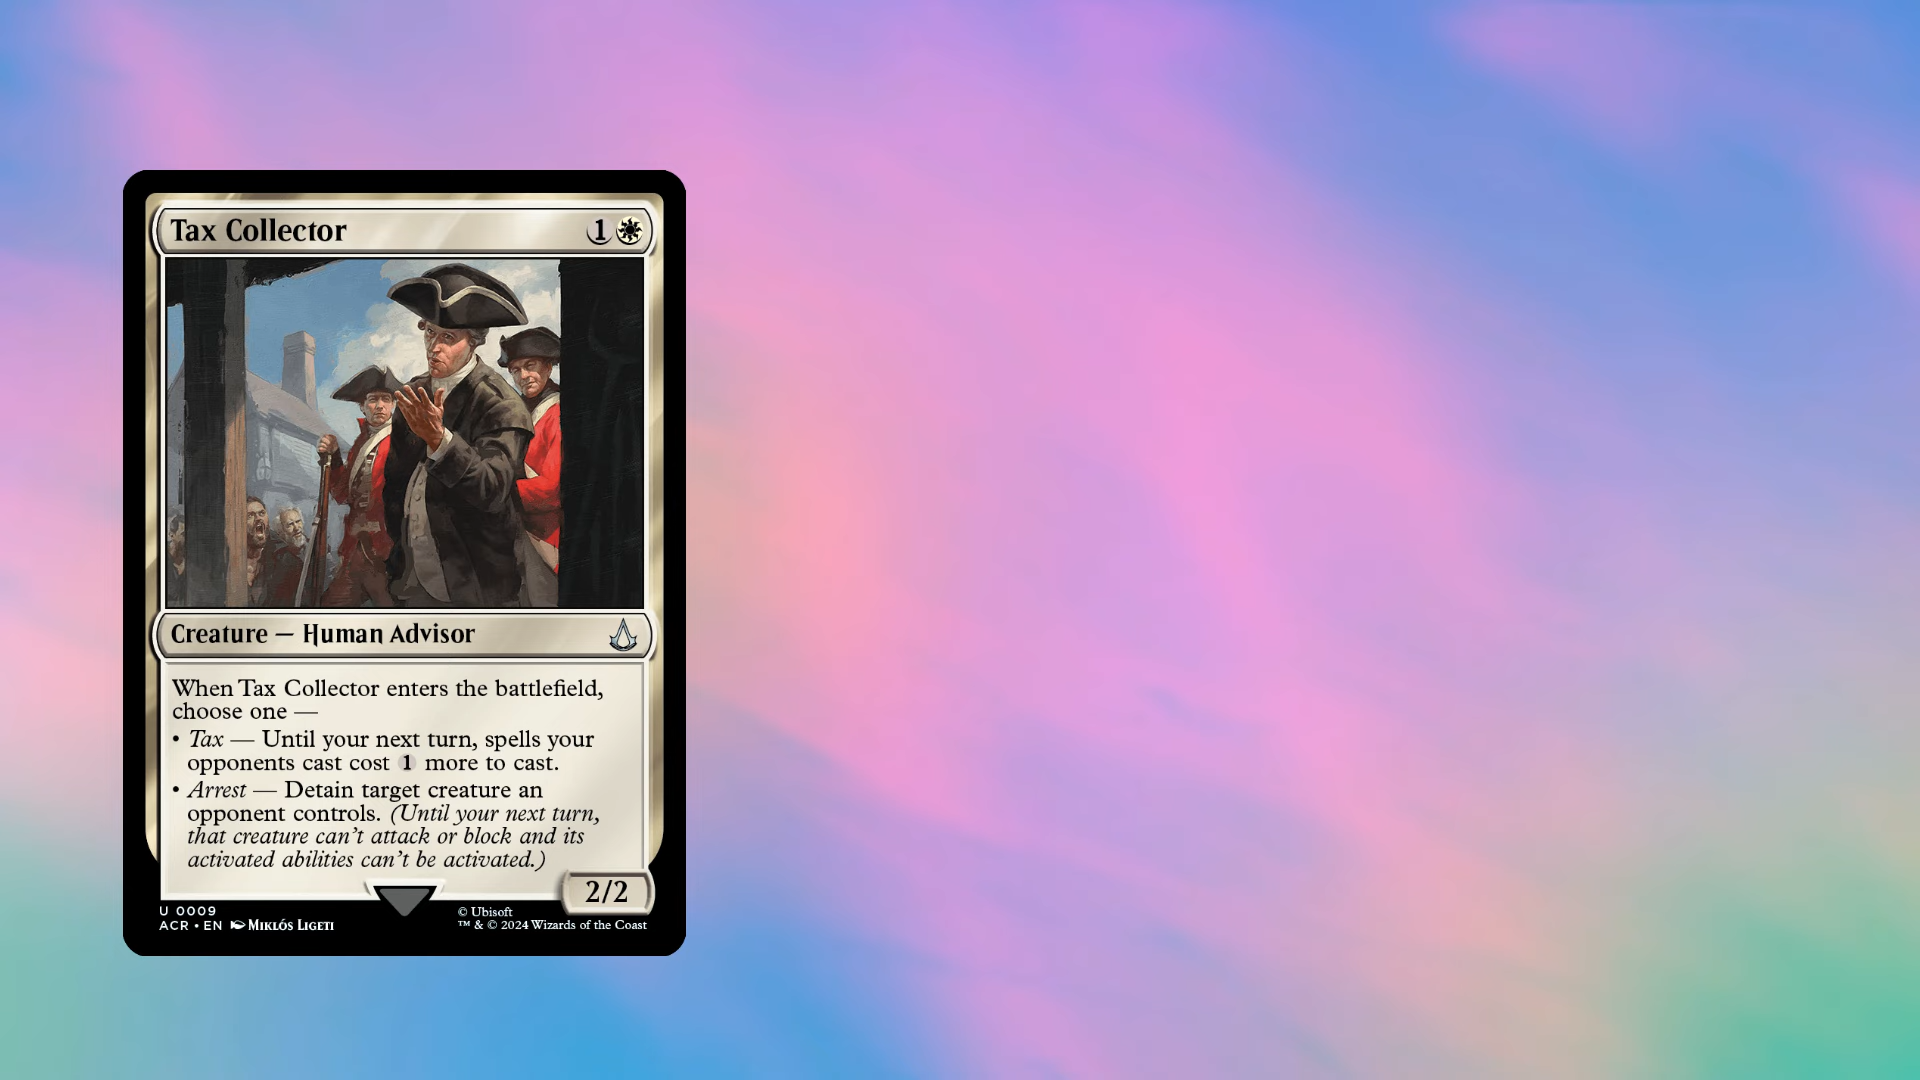 Tax Collector 1
Creature — Human Advisor
When Tax Collector enters the battlefield,
choose one —
• Tax — Until your next turn, spells your
opponents cast cost 1 more to cast.
• Arrest — Detain target creature an
opponent controls. (Until your next turn,
that creature can't attack or block and its
activated abilities can't be activated.)
2/2
U 0009
ACR • EN Miklós Ligeti
© Ubisoft
™ & © 2024 Wizards of the Coast